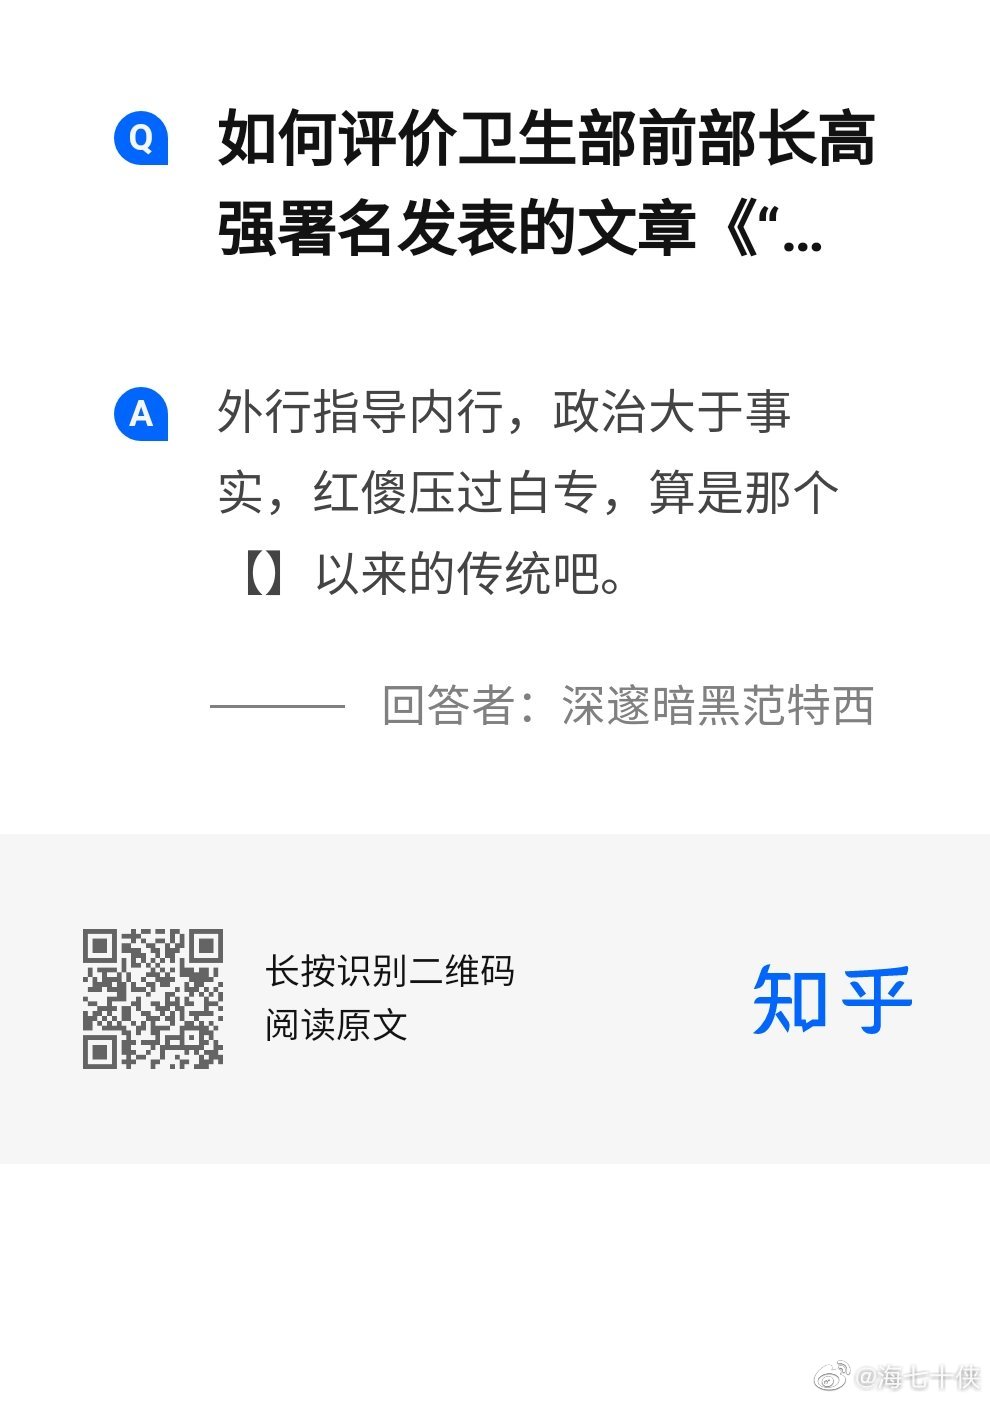 Q
如何评价卫生部前部长高
强署名发表的文章《“...
A
外行指导内行，政治大于事
实，红傻压过白专，算是那个
【】以来的传统吧。
回答者：深邃暗黑范特西
长按识别二维码
阅读原文
知乎
@海七十侠